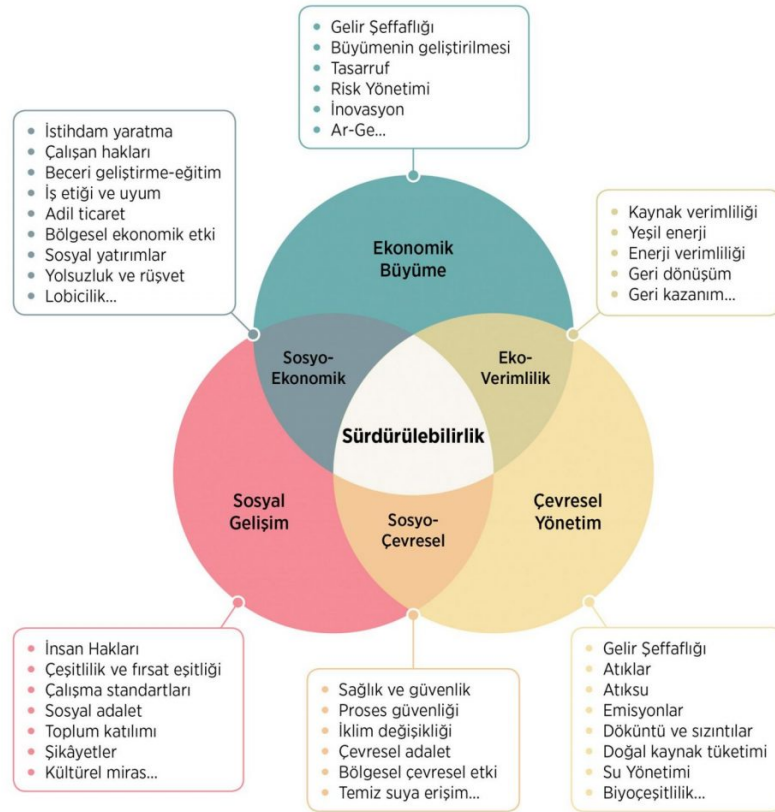 Gelir Şeffaflığı
Büyümenin geliştirilmesi
Tasarruf
Risk Yönetimi
İnovasyon
Ar-Ge...
İstihdam yaratma
Çalışan hakları
Beceri geliştirme-eğitim
İş etiği ve uyum
Adil ticaret
Bölgesel ekonomik etki
Sosyal yatırımlar
Yolsuzluk ve rüşvet
Lobicilik...
Kaynak verimliliği
Yeşil enerji
Enerji verimliliği
Geri dönüşüm
Geri kazanım...
Ekonomik
Büyüme
Sosyo-
Ekonomik
Eko-
Verimlilik
Sürdürülebilirlik
Sosyal
Gelişim
Sosyo-
Çevresel
Çevresel
Yönetim
İnsan Hakları
Çeşitlilik ve fırsat eşitliği
Çalışma standartları
Sosyal adalet
Toplum katılımı
Şikâyetler
Kültürel miras...
Sağlık ve güvenlik
Proses güvenliği
İklim değişikliği
Çevresel adalet
Bölgesel çevresel etki
Temiz suya erişim...
Gelir Şeffaflığı
Atıklar
Atıksu
Emisyonlar
Döküntü ve sızıntılar
Doğal kaynak tüketimi
Su Yönetimi
Biyoçeşitlilik...